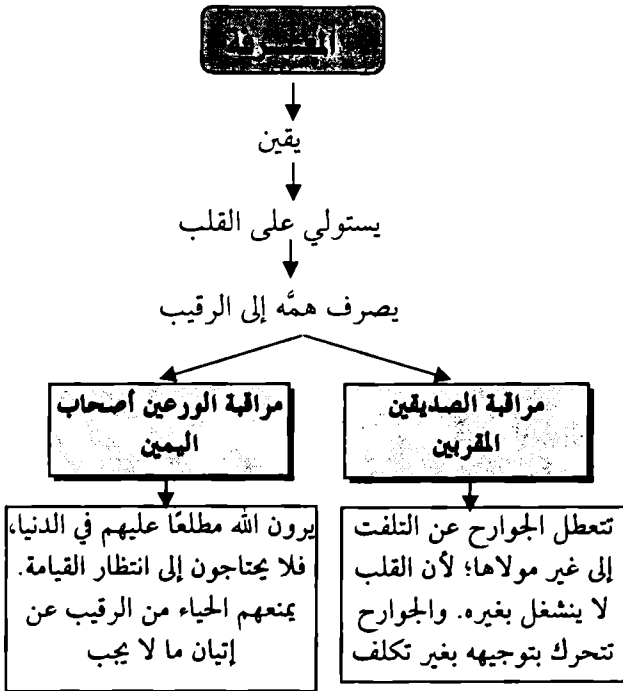 المعرفة
يقين
يستولي على القلب
يصرف همَّه إلى الرقيب
مراقبة الصديقين
المقربين
تتعطل الجوارح عن التلفت
إلى غير مولاها؛ لأن القلب
لا ينشغل بغيره. والجوارح
تتحرك بتوجيهه بغير تكلف
مراقبة الورعين أصحاب
اليمين
يرون الله مطلعًا عليهم في الدنيا،
فلا يحتاجون إلى انتظار القيامة.
يمنعهم الحياء من الرقيب عن
إتيان ما لا يجب